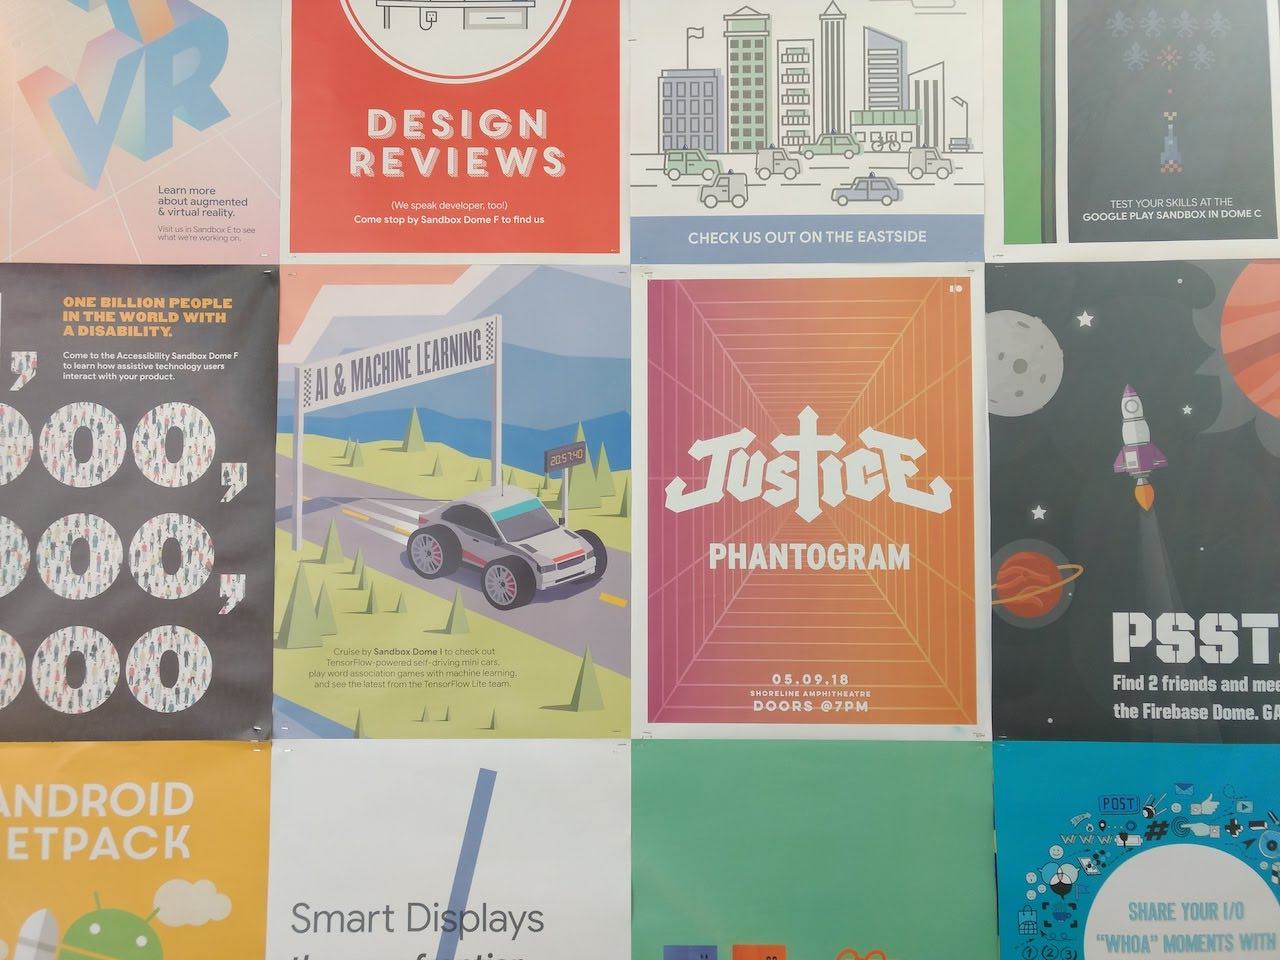 VR
Learn more
about augmented
& virtual reality.
Visit us in Sandbox E to see
what we're working on.
DESIGN
REVIEWS
(We speak developer, too!)
Come stop by Sandbox Dome F to find us
CHECK US OUT ON THE EASTSIDE
TEST YOUR SKILLS AT THE
GOOGLE PLAY SANDBOX IN DOME C
ONE BILLION PEOPLE
IN THE WORLD WITH
A DISABILITY.
Come to the Accessibility Sandbox Dome F
to learn how assistive technology users
interact with your product.
,
000,
000,
000
AI & MACHINE LEARNING
20:57:40
Cruise by Sandbox Dome I to check out
TensorFlow-powered self-driving mini cars,
play word association games with machine learning,
and see the latest from the TensorFlow Lite team.
I/O
JUSTICE
PHANTOGRAM
05.09.18
SHORELINE AMPHITHEATRE
DOORS @7PM
PSST.
Find 2 friends and mee
the Firebase Dome. GA
ANDROID
ETPACK
Smart Displays
POST
WWW
#
SHARE YOUR I/O
"WHOA" MOMENTS WITH